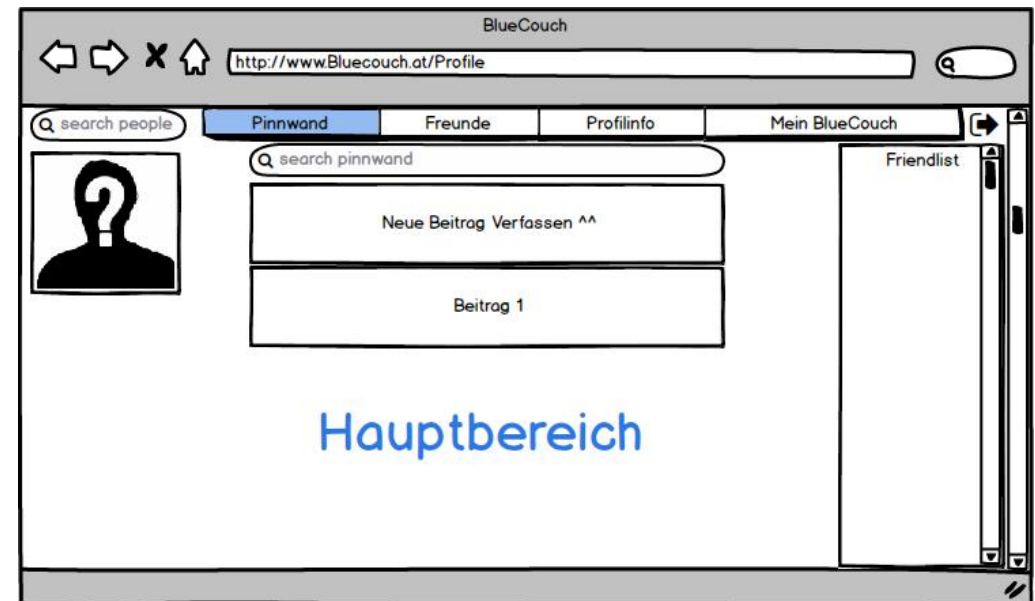 BlueCouch
http://www.Bluecouch.at/Profile
search people
Pinnwand
Freunde
Profilinfo
Mein BlueCouch
search pinnwand
Friendlist
Neue Beitrag Verfassen ^^
Beitrag 1
Hauptbereich